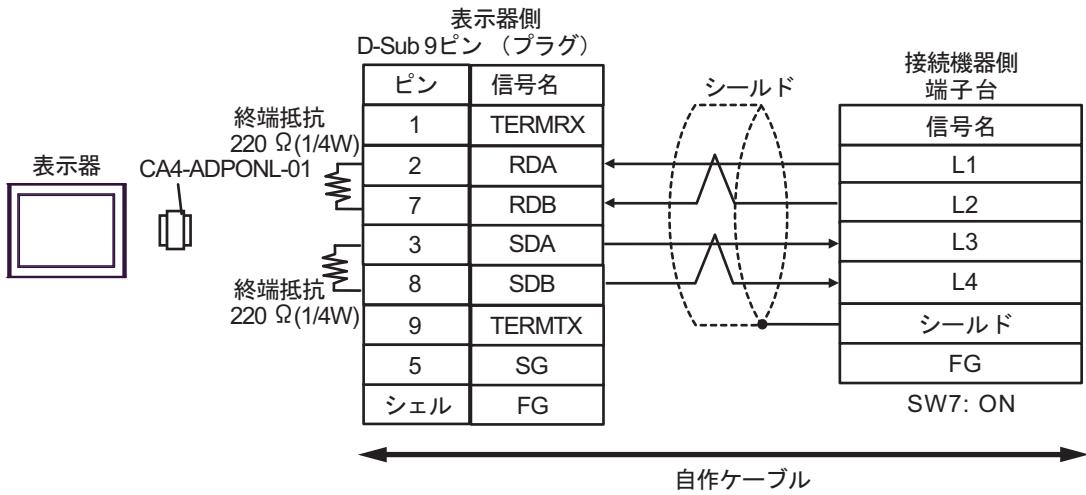 表示器側
D-Sub 9ピン （プラグ）
接続機器側
端子台
シールド
ピン 信号名
信号名
終端抵抗
220 Ω(1/4W)
1 TERMRX
表示器
CA4-ADPONL-01
2 RDA
L1
7 RDB
L2
3 SDA
L3
8 SDB
L4
終端抵抗
220 Ω(1/4W)
9 TERMTX
シールド
5 SG
FG
シェル FG
SW7: ON
自作ケーブル